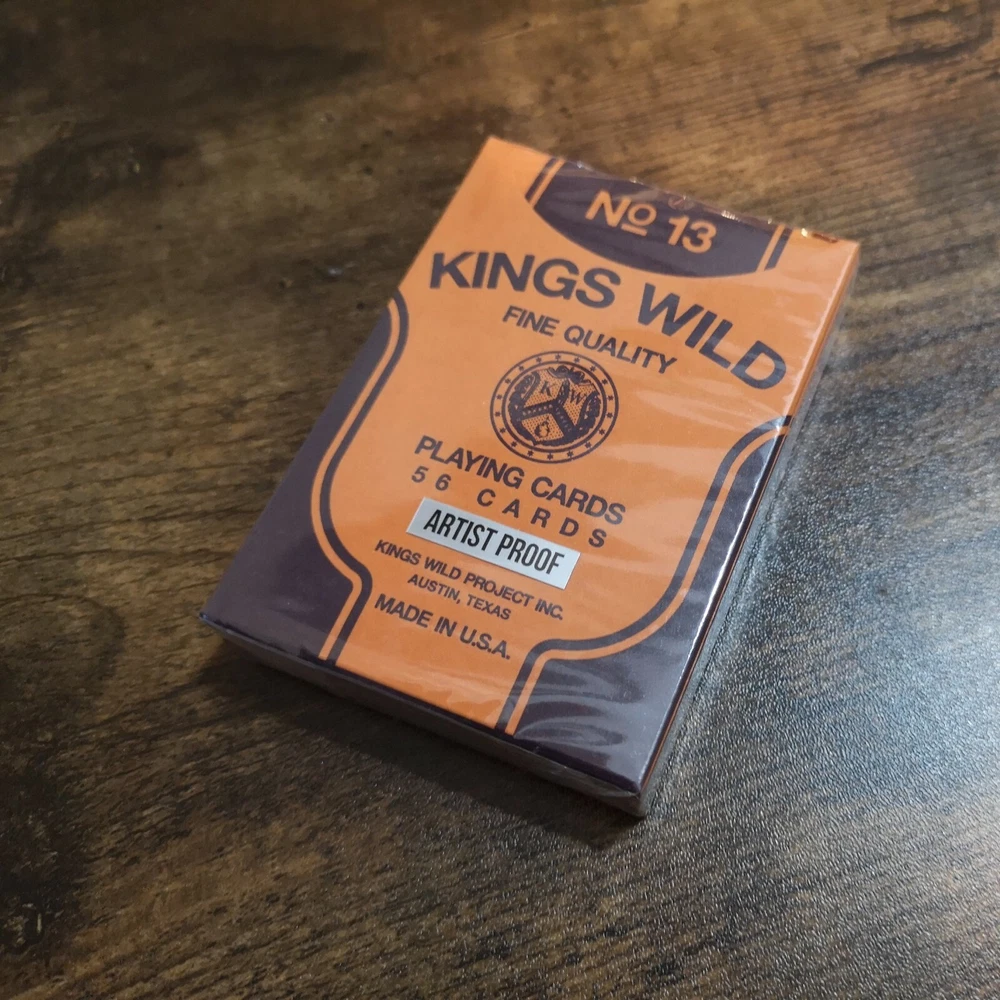 Nº 13
KINGS WILD
FINE QUALITY
K W
PLAYING CARDS
56 CARDS
ARTIST PROOF
KINGS WILD PROJECT INC.
AUSTIN, TEXAS
MADE IN U.S.A.